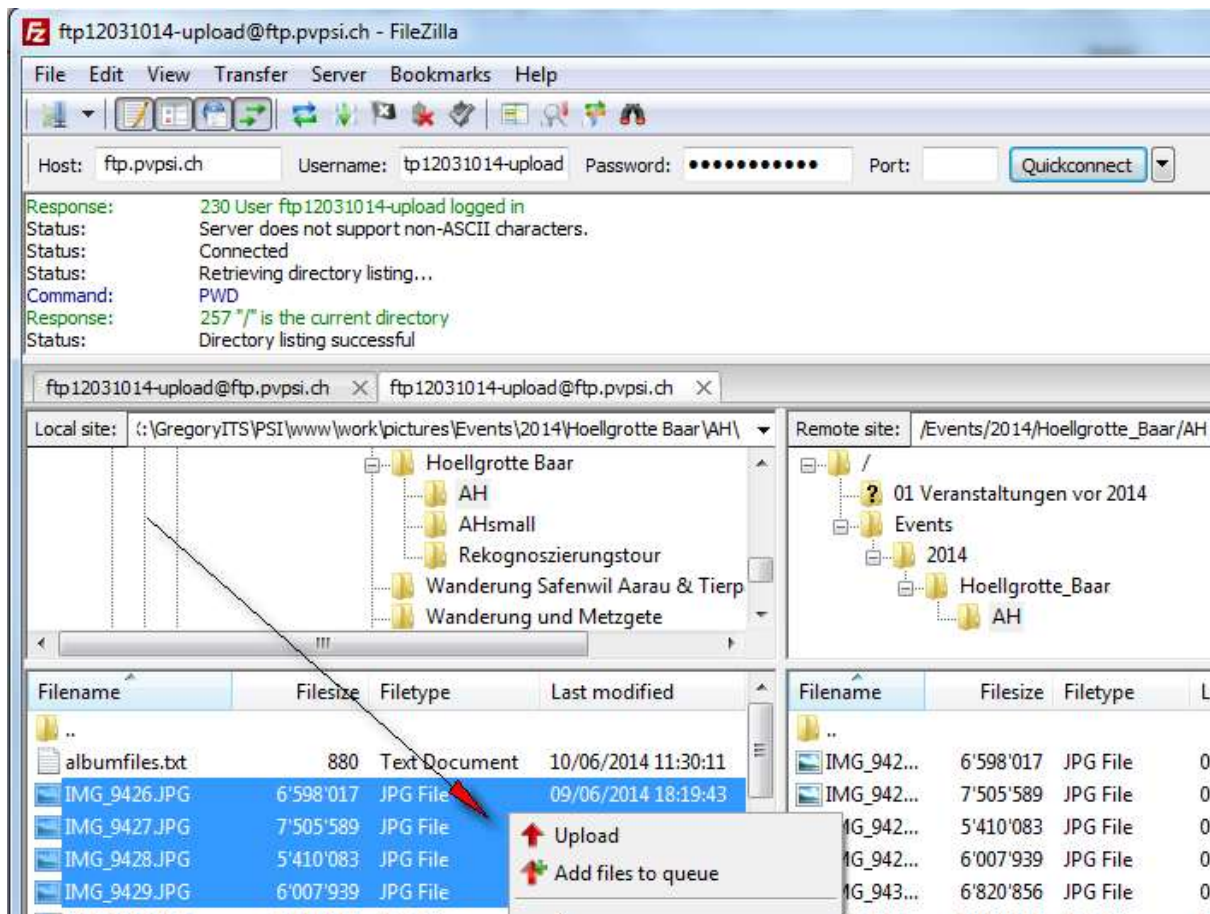 ftp12031014-upload@ftp.pvpsi.ch - FileZilla
File Edit View Transfer Server Bookmarks Help
Host: ftp.pvpsi.ch Username: tp12031014-upload Password: ●●●●●●●●●●● Port: Quickconnect
Response: 230 User ftp12031014-upload logged in
Status: Server does not support non-ASCII characters.
Status: Connected
Status: Retrieving directory listing...
Command: PWD
Response: 257 "/" is the current directory
Status: Directory listing successful
ftp12031014-upload@ftp.pvpsi.ch ftp12031014-upload@ftp.pvpsi.ch
Local site: :\GregoryITS\PSI\www\work\pictures\Events\2014\Hoellgrotte Baar\AH\
Hoellgrotte Baar
AH
AHsmall
Rekognoszierungstour
Wanderung Safenwil Aarau & Tierp
Wanderung und Metzgete
Remote site: /Events/2014/Hoellgrotte_Baar/AH
/
? 01 Veranstaltungen vor 2014
Events
2014
Hoellgrotte_Baar
AH
Filename Filesize Filetype Last modified
..
albumfiles.txt 880 Text Document 10/06/2014 11:30:11
IMG_9426.JPG 6'598'017 JPG File 09/06/2014 18:19:43
IMG_9427.JPG 7'505'589 JPG File
IMG_9428.JPG 5'410'083 JPG File
IMG_9429.JPG 6'007'939 JPG File
Upload
Add files to queue
Filename Filesize Filetype L
..
IMG_942... 6'598'017 JPG File 0
IMG_942... 7'505'589 JPG File 0
MG_942... 5'410'083 JPG File 0
MG_942... 6'007'939 JPG File 0
MG_943... 6'820'856 JPG File 0